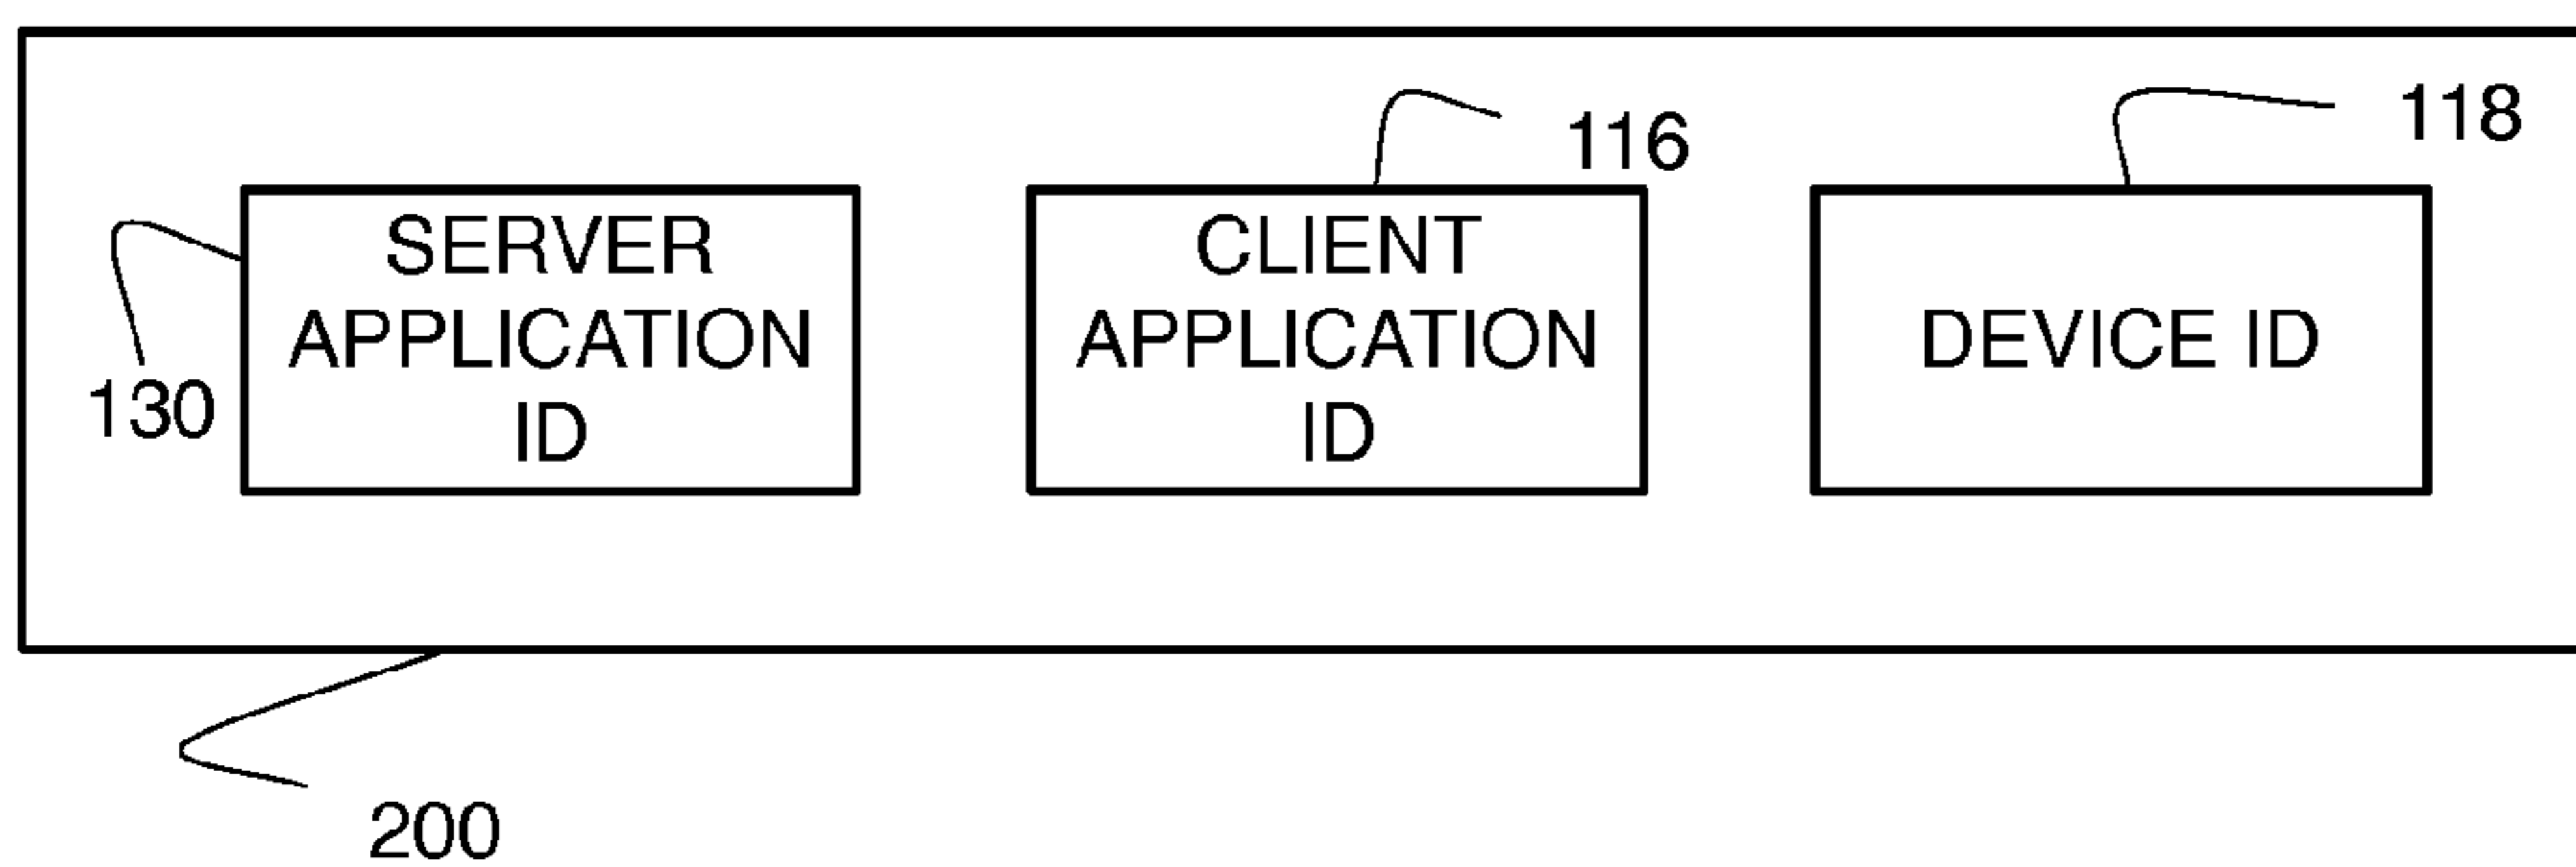 118
116
SERVER
APPLICATION
ID
CLIENT
APPLICATION
ID
DEVICE ID
130
200